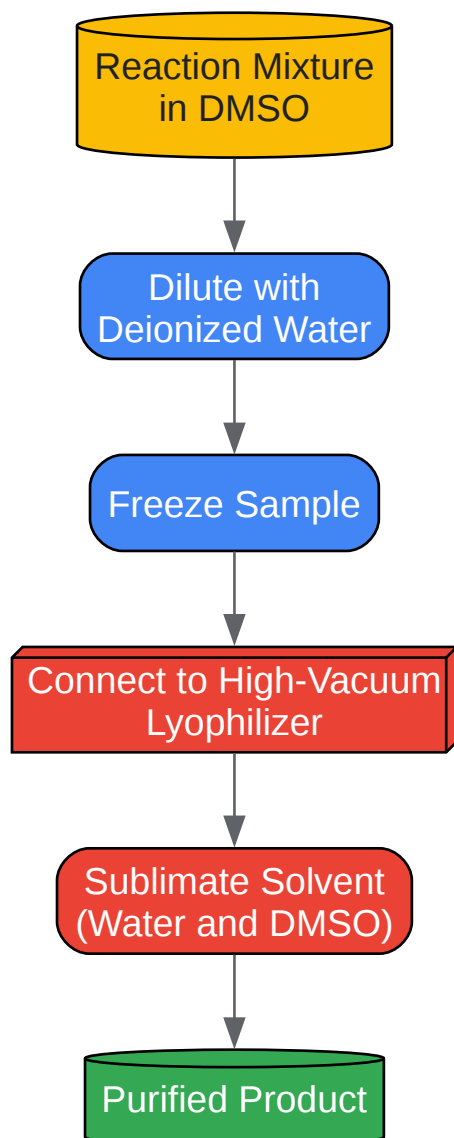 Reaction Mixture
in DMSO
Dilute with
Deionized Water
Freeze Sample
Connect to High-Vacuum
Lyophilizer
Sublimate Solvent
(Water and DMSO)
Purified Product